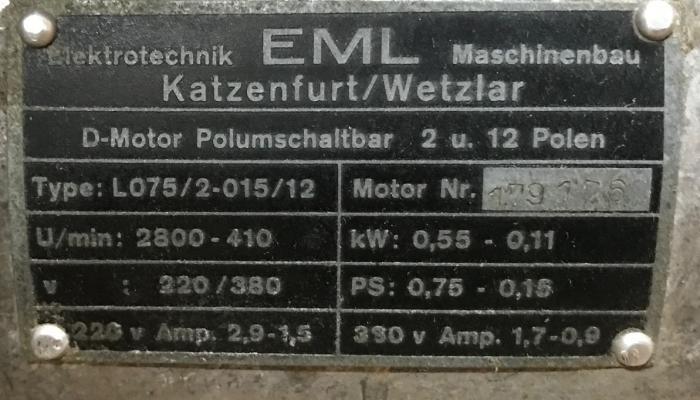 Elektrotechnik EML Maschinenbau
Katzenfurt/Wetzlar
D-Motor Polumschaltbar 2 u. 12 Polen
Type: L075/2-015/12 Motor Nr. 179 176
U/min: 2800-410 kW: 0,55 - 0,11
v : 220/380 PS: 0,75 - 0,15
220 v Amp. 2,9-1,5 380 v Amp. 1,7-0,9